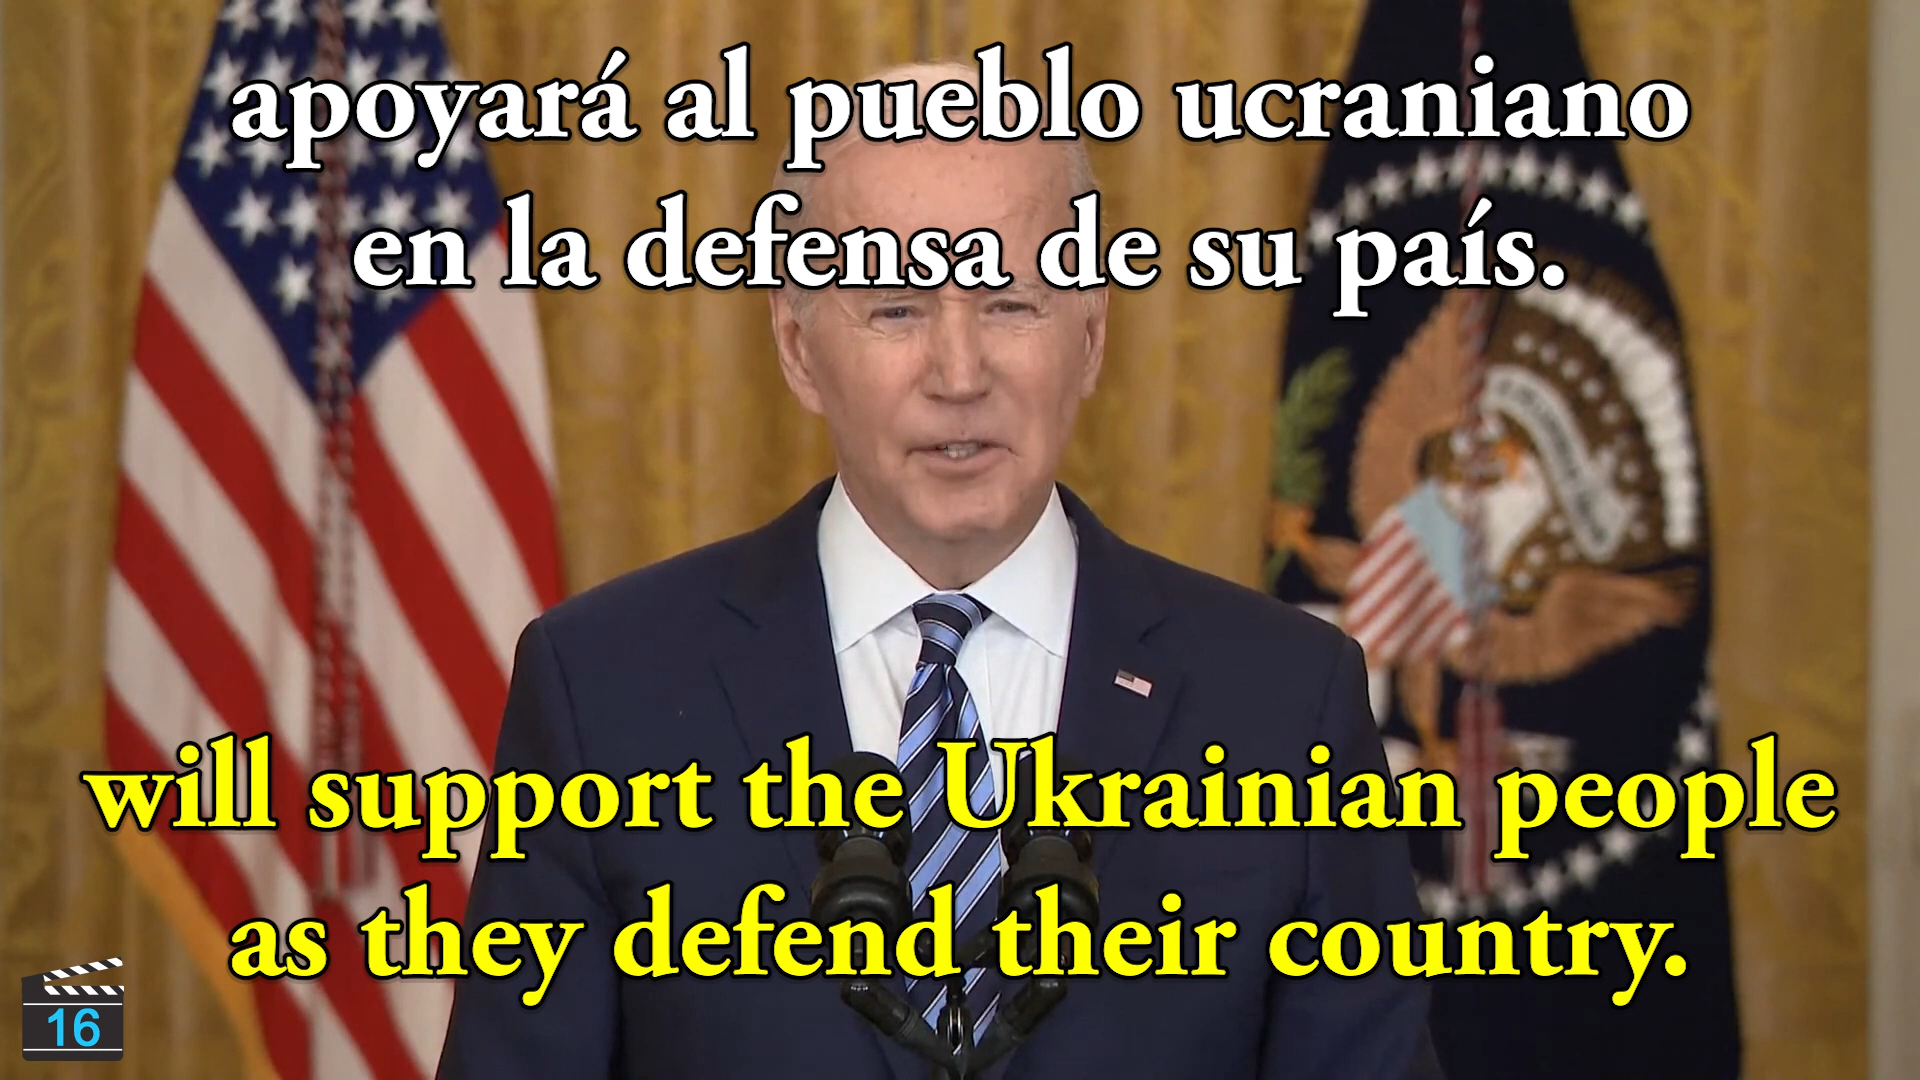 apoyará al pueblo ucraniano
en la defensa de su país.
will support the Ukrainian people
as they defend their country.
16